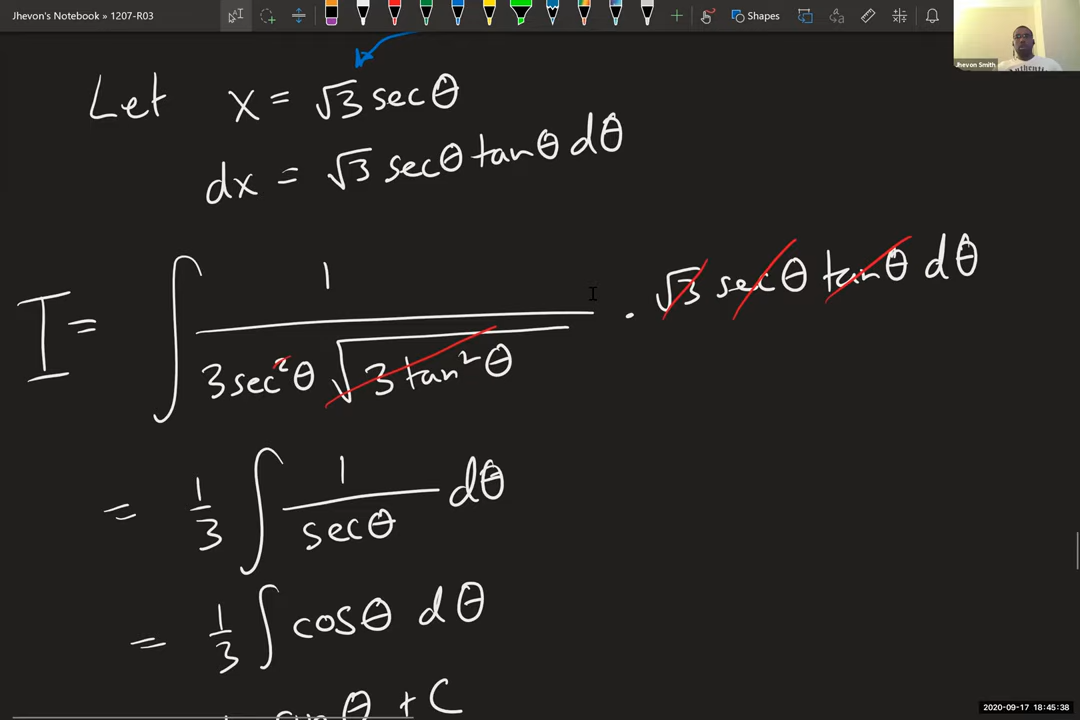 Jhevon's Notebook » 1207-R03
Shapes
Jhevon Smith
Let x = √3 secθ
dx = √3 secθ tanθ dθ
I = ∫ 1 / (3sec²θ √(3tan²θ)) · √3 secθ tanθ dθ
= 1/3 ∫ 1/secθ dθ
= 1/3 ∫ cosθ dθ
θ + C
2020-09-17 18:45:38